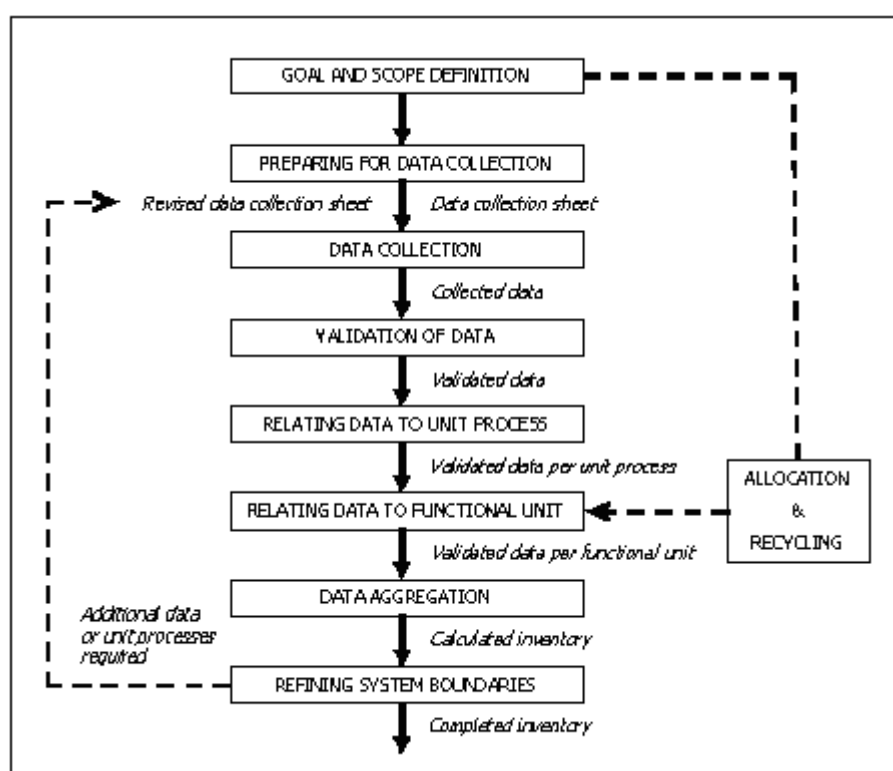 GOAL AND SCOPE DEFINITION
PREPARING FOR DATA COLLECTION
Revised data collection sheet
Data collection sheet
DATA COLLECTION
Collected data
VALIDATION OF DATA
Validated data
RELATING DATA TO UNIT PROCESS
Validated data per unit process
ALLOCATION
&
RECYCLING
RELATING DATA TO FUNCTIONAL UNIT
Validated data per functional unit
DATA AGGREGATION
Additional data
or unit processes
required
Calculated inventory
REFINING SYSTEM BOUNDARIES
Completed inventory